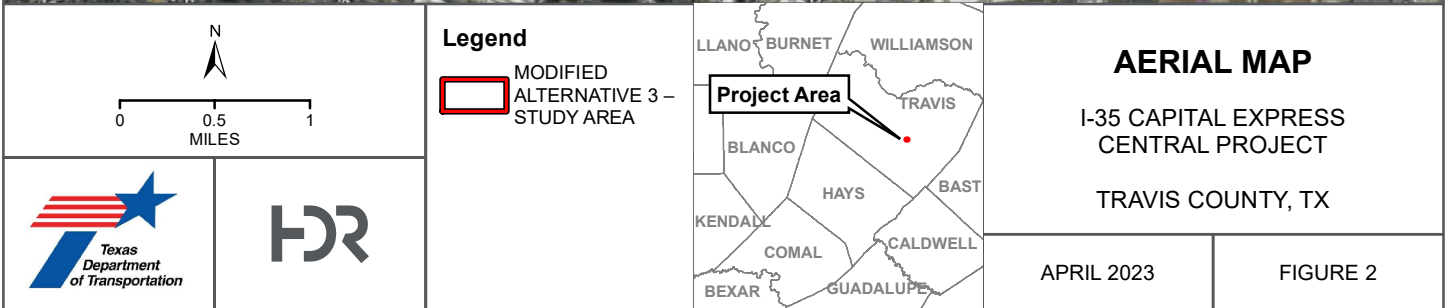 N
0 0.5 1
MILES
Texas
Department
of Transportation
HDR
Legend
MODIFIED
ALTERNATIVE 3 –
STUDY AREA
LLANO BURNET WILLIAMSON
Project Area
TRAVIS
BLANCO
HAYS
BAST
KENDALL
COMAL
CALDWELL
BEXAR
GUADALUPE
AERIAL MAP
I-35 CAPITAL EXPRESS
CENTRAL PROJECT
TRAVIS COUNTY, TX
APRIL 2023
FIGURE 2